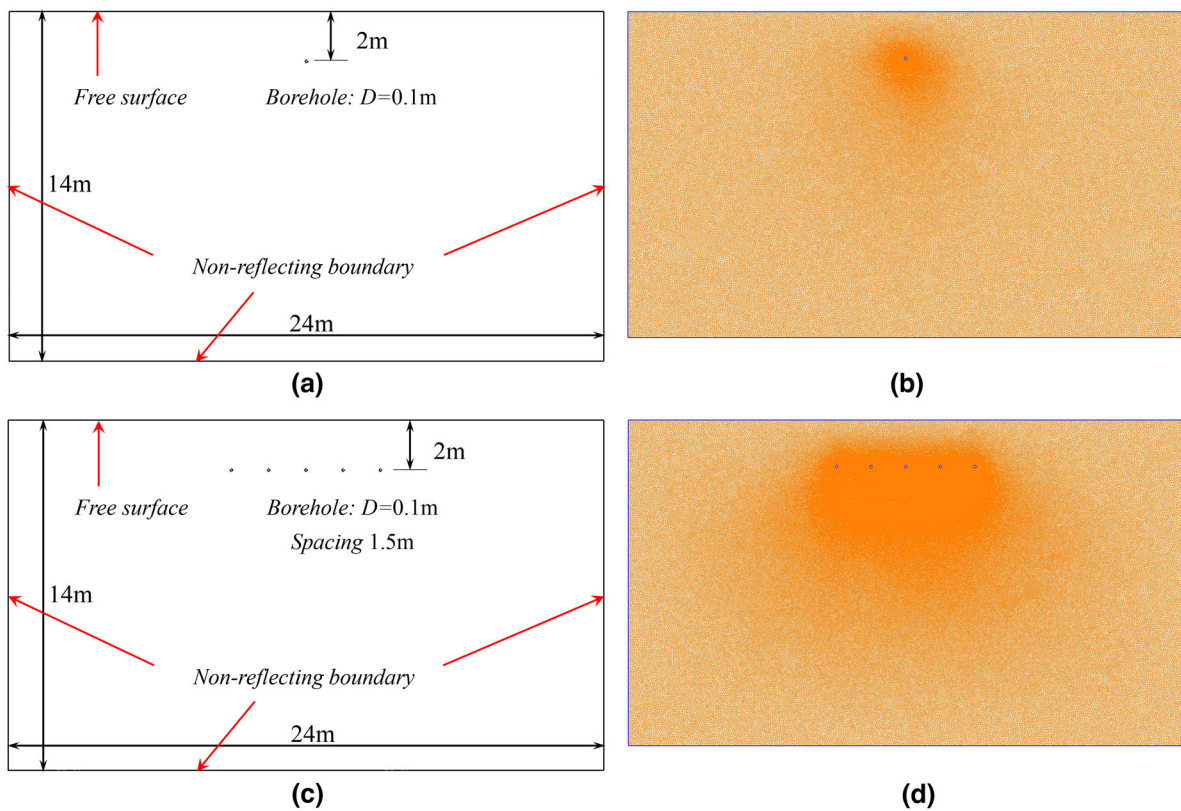 2m
Free surface
Borehole: D=0.1m
14m
Non-reflecting boundary
24m
(a)
(b)
2m
Free surface
Borehole: D=0.1m
Spacing 1.5m
14m
Non-reflecting boundary
24m
(c)
(d)